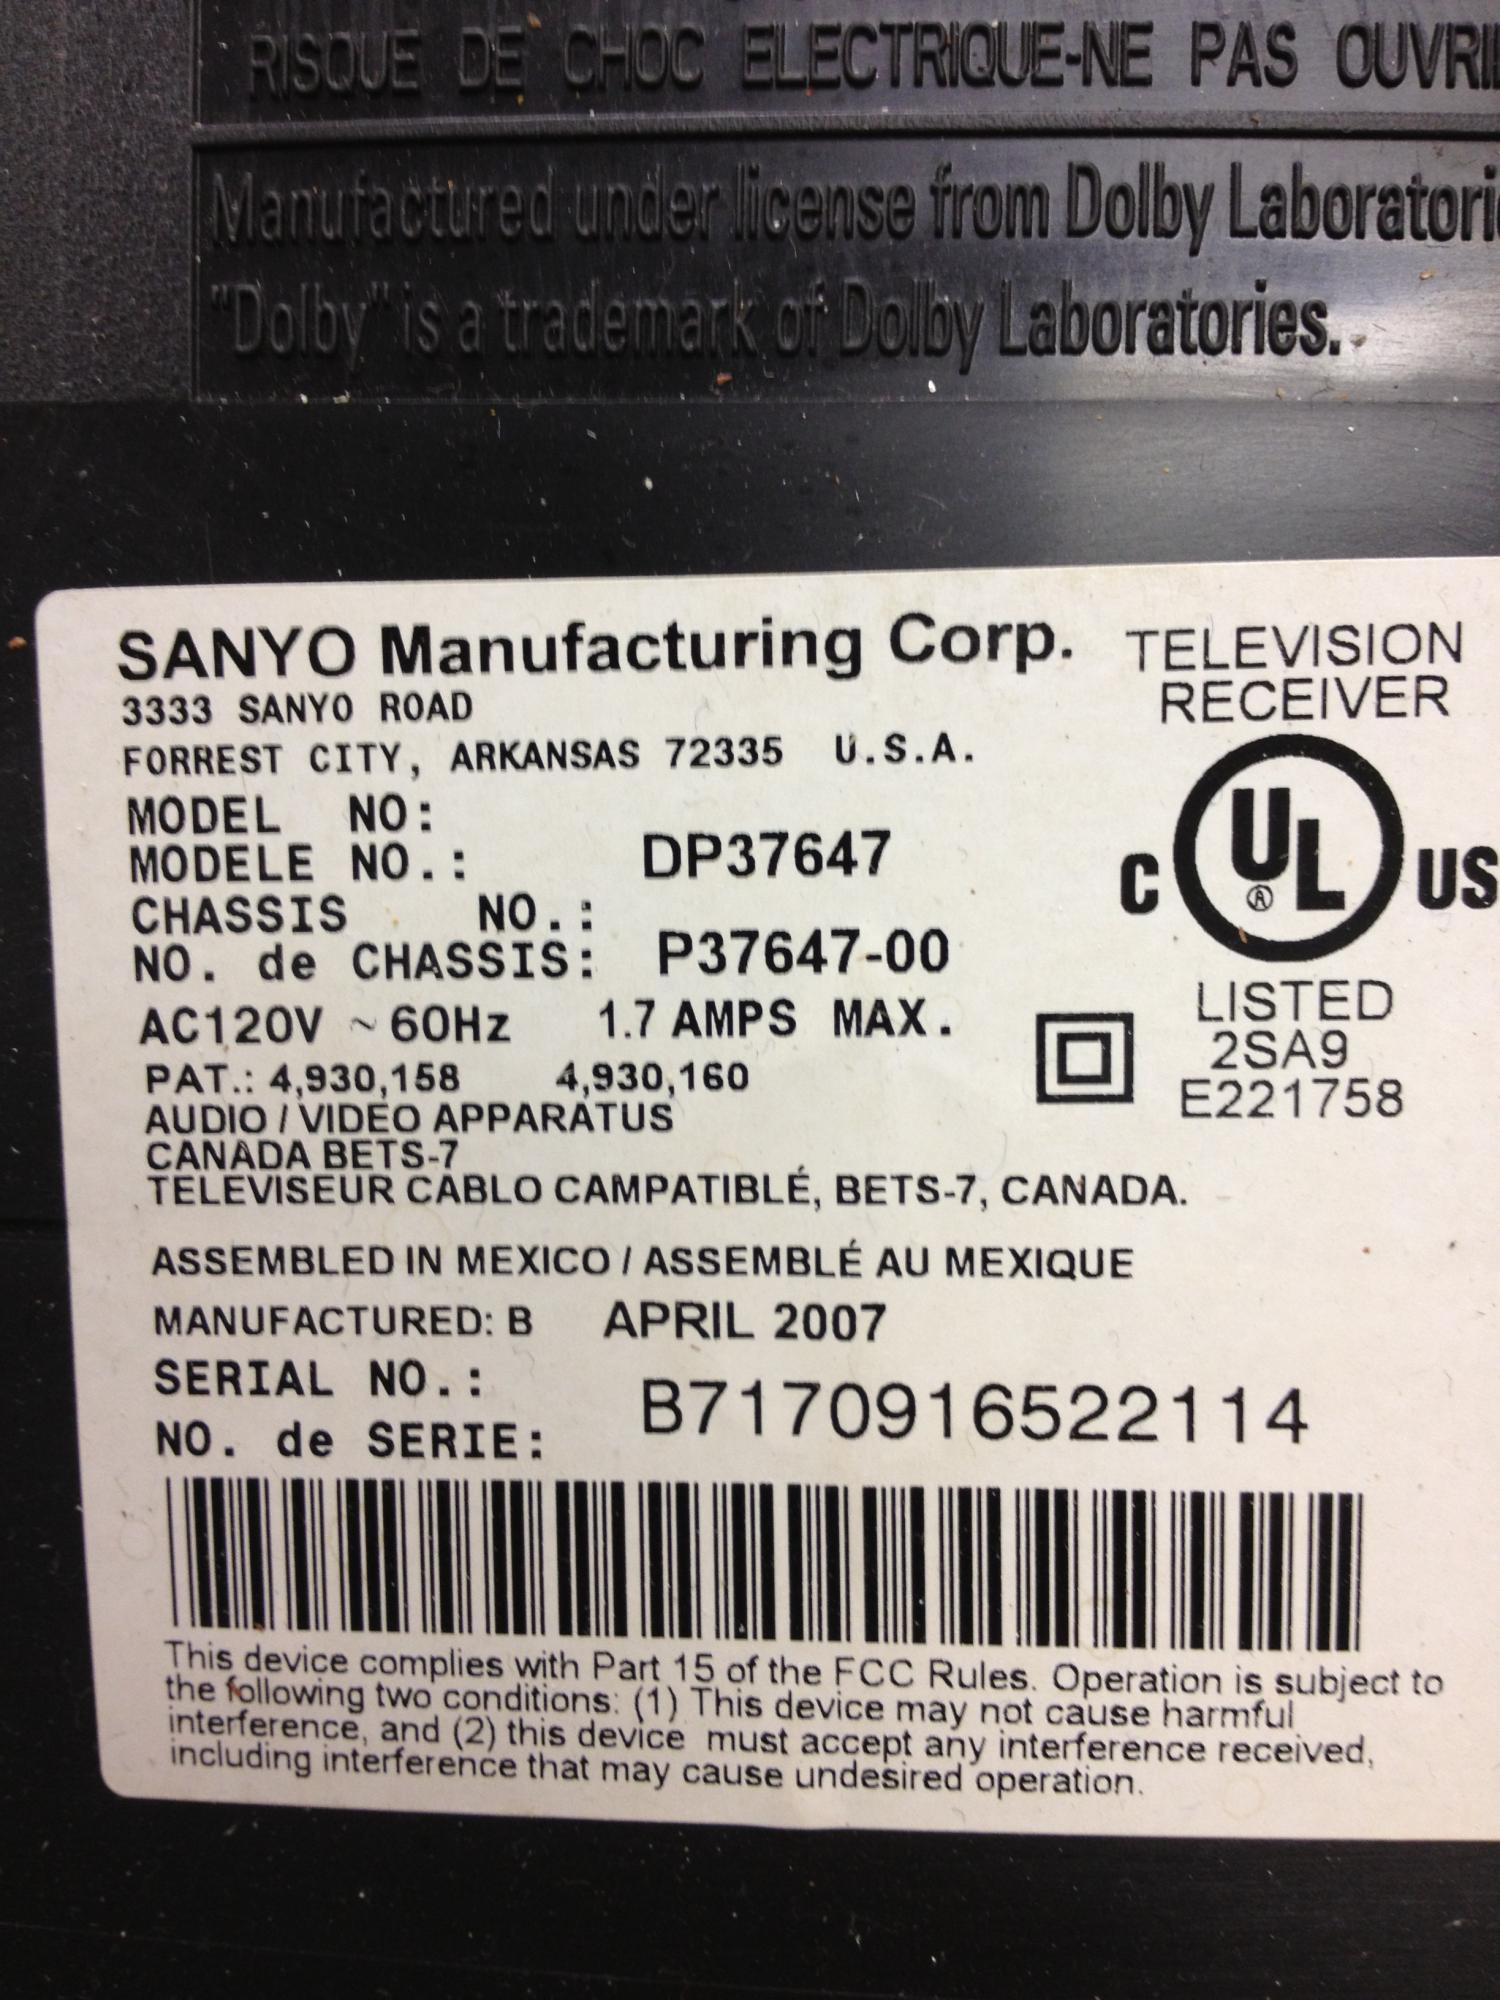 RISQUE DE CHOC ELECTRIQUE-NE PAS OUVRI
Manufactured under license from Dolby Laboratori
"Dolby" is a trademark of Dolby Laboratories.
SANYO Manufacturing Corp.
3333 SANYO ROAD
FORREST CITY, ARKANSAS 72335 U.S.A.
TELEVISION
RECEIVER
MODEL NO:
MODELE NO.: DP37647
CHASSIS NO.:
NO. de CHASSIS: P37647-00
AC120V ~ 60Hz 1.7 AMPS MAX.
C UL ® US
LISTED
2SA9
E221758
PAT.: 4,930,158 4,930,160
AUDIO / VIDEO APPARATUS
CANADA BETS-7
TELEVISEUR CABLO CAMPATIBLÉ, BETS-7, CANADA.
ASSEMBLED IN MEXICO / ASSEMBLÉ AU MEXIQUE
MANUFACTURED: B APRIL 2007
SERIAL NO.:
NO. de SERIE: B7170916522114
This device complies with Part 15 of the FCC Rules. Operation is subject to
the following two conditions: (1) This device may not cause harmful
interference, and (2) this device must accept any interference received,
including interference that may cause undesired operation.